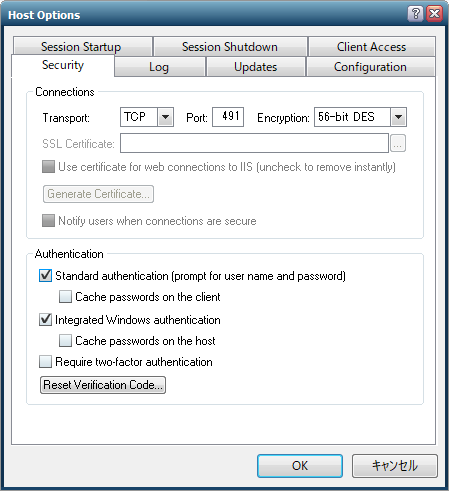 Host Options
Session Startup Session Shutdown Client Access
Security Log Updates Configuration
Connections
Transport: TCP Port: 491 Encryption: 56-bit DES
SSL Certificate: ...
Use certificate for web connections to IIS (uncheck to remove instantly)
Generate Certificate...
Notify users when connections are secure
Authentication
Standard authentication (prompt for user name and password)
Cache passwords on the client
Integrated Windows authentication
Cache passwords on the host
Require two-factor authentication
Reset Verification Code...
OK キャンセル